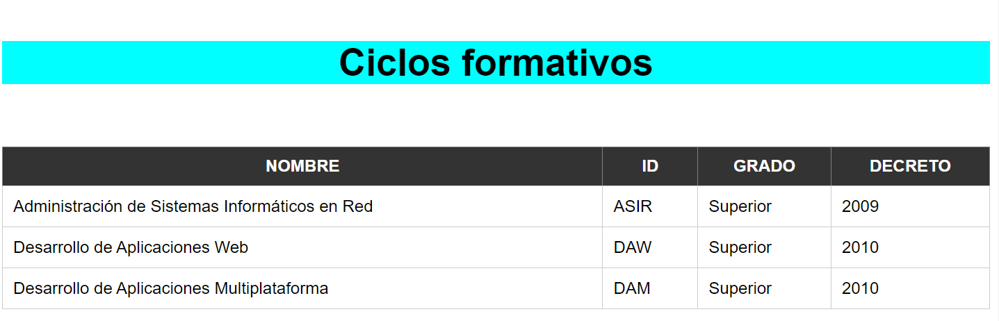 Ciclos formativos
NOMBRE ID GRADO DECRETO
Administración de Sistemas Informáticos en Red ASIR Superior 2009
Desarrollo de Aplicaciones Web DAW Superior 2010
Desarrollo de Aplicaciones Multiplataforma DAM Superior 2010